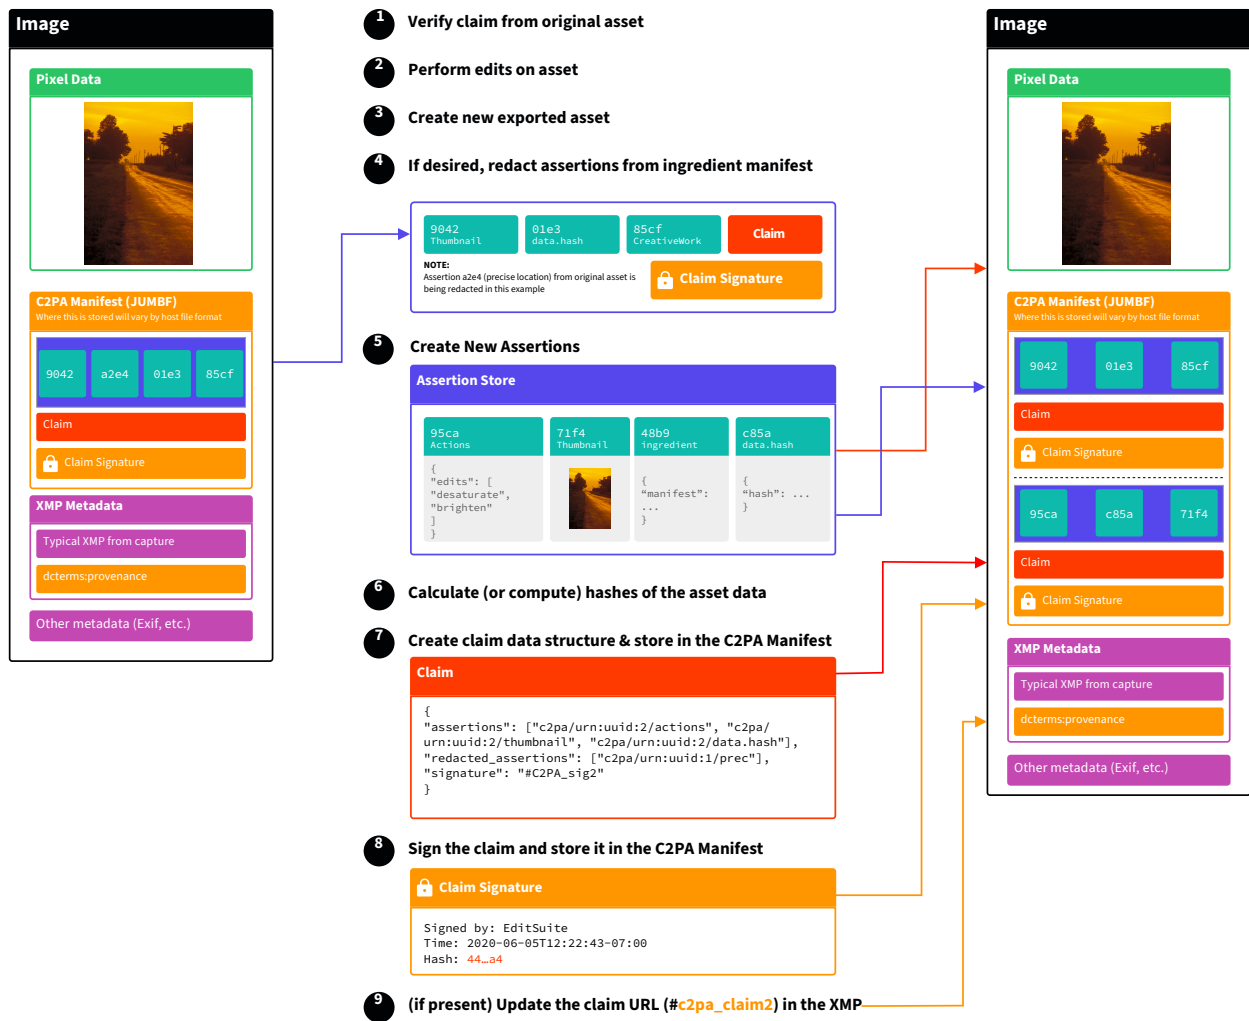 Image
Pixel Data
C2PA Manifest (JUMBF)
Where this is stored will vary by host file format
9042
a2e4
01e3
85cf
Claim
Claim Signature
XMP Metadata
Typical XMP from capture
dcterms:provenance
Other metadata (Exif, etc.)
1
Verify claim from original asset
2
Perform edits on asset
3
Create new exported asset
4
If desired, redact assertions from ingredient manifest
9042
Thumbnail
01e3
data.hash
85cf
CreativeWork
Claim
NOTE:
Assertion a2e4 (precise location) from original asset is
being redacted in this example
Claim Signature
5
Create New Assertions
Assertion Store
95ca
Actions
{
"edits": [
"desaturate",
"brighten"
]
}
71f4
Thumbnail
48b9
ingredient
{
“manifest”:
...
}
c85a
data.hash
{
“hash”: ...
}
6
Calculate (or compute) hashes of the asset data
7
Create claim data structure & store in the C2PA Manifest
Claim
{
"assertions": ["c2pa/urn:uuid:2/actions", "c2pa/
urn:uuid:2/thumbnail", "c2pa/urn:uuid:2/data.hash"],
"redacted_assertions": ["c2pa/urn:uuid:1/prec"],
"signature": "#C2PA_sig2"
}
8
Sign the claim and store it in the C2PA Manifest
Claim Signature
Signed by: EditSuite
Time: 2020-06-05T12:22:43-07:00
Hash: 44…a4
9
(if present) Update the claim URL (#c2pa_claim2) in the XMP
Image
Pixel Data
C2PA Manifest (JUMBF)
Where this is stored will vary by host file format
9042
01e3
85cf
Claim
Claim Signature
95ca
c85a
71f4
Claim
Claim Signature
XMP Metadata
Typical XMP from capture
dcterms:provenance
Other metadata (Exif, etc.)